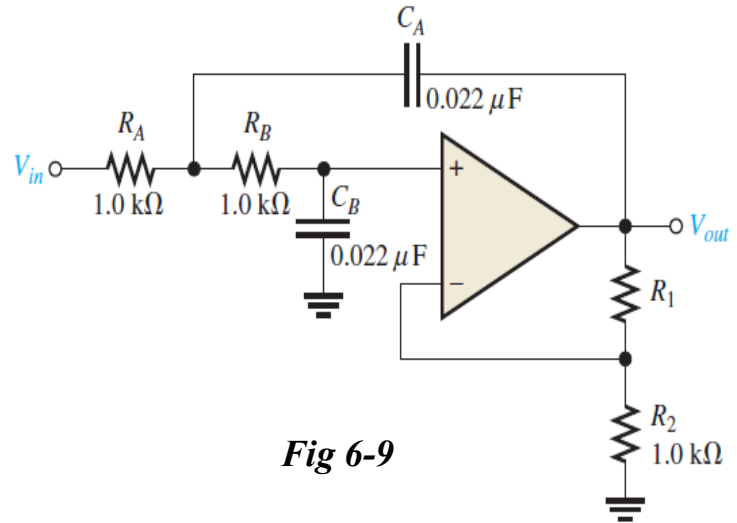 C_A
0.022 μF
R_A
R_B
V_in
1.0 kΩ
1.0 kΩ
C_B
0.022 μF
+
−
V_out
R_1
R_2
1.0 kΩ
Fig 6-9